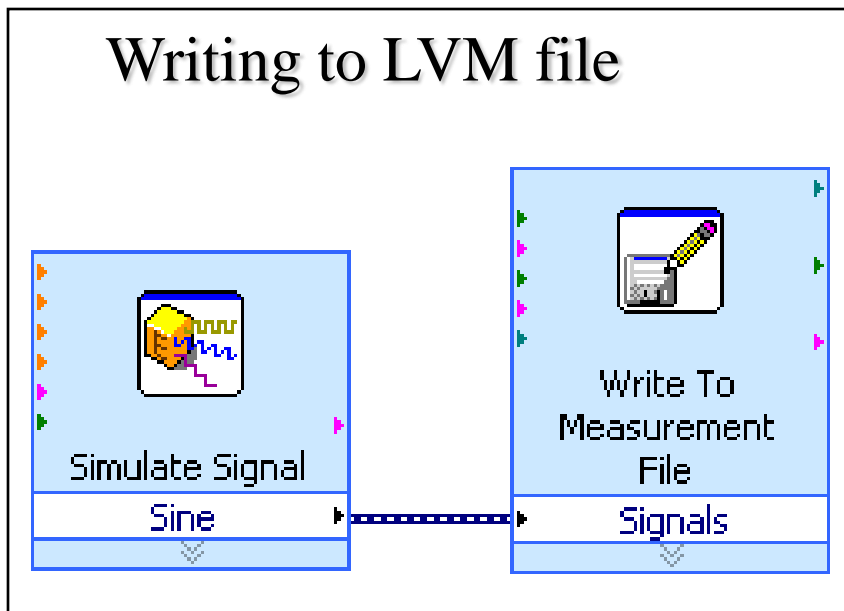 Writing to LVM file
Simulate Signal
Sine
Write To
Measurement
File
Signals